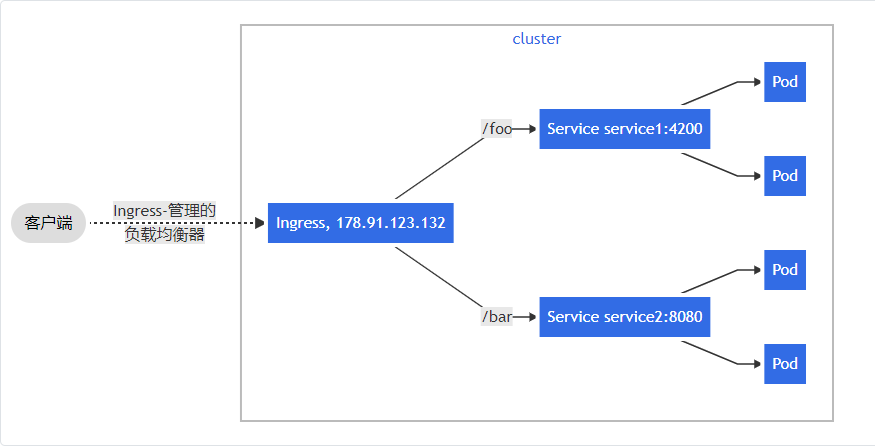 cluster
客户端
Ingress-管理的
负载均衡器
Ingress, 178.91.123.132
/foo
Service service1:4200
Pod
Pod
/bar
Service service2:8080
Pod
Pod